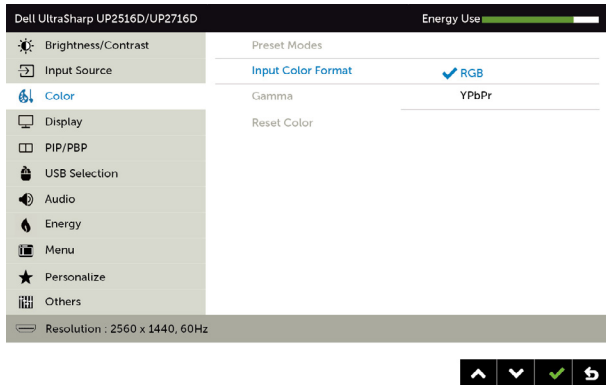 Dell UltraSharp UP2516D/UP2716D Energy Use
Brightness/Contrast Preset Modes
Input Source Input Color Format RGB
Color Gamma YPbPr
Display Reset Color
PIP/PBP
USB Selection
Audio
Energy
Menu
Personalize
Others
Resolution : 2560 x 1440, 60Hz